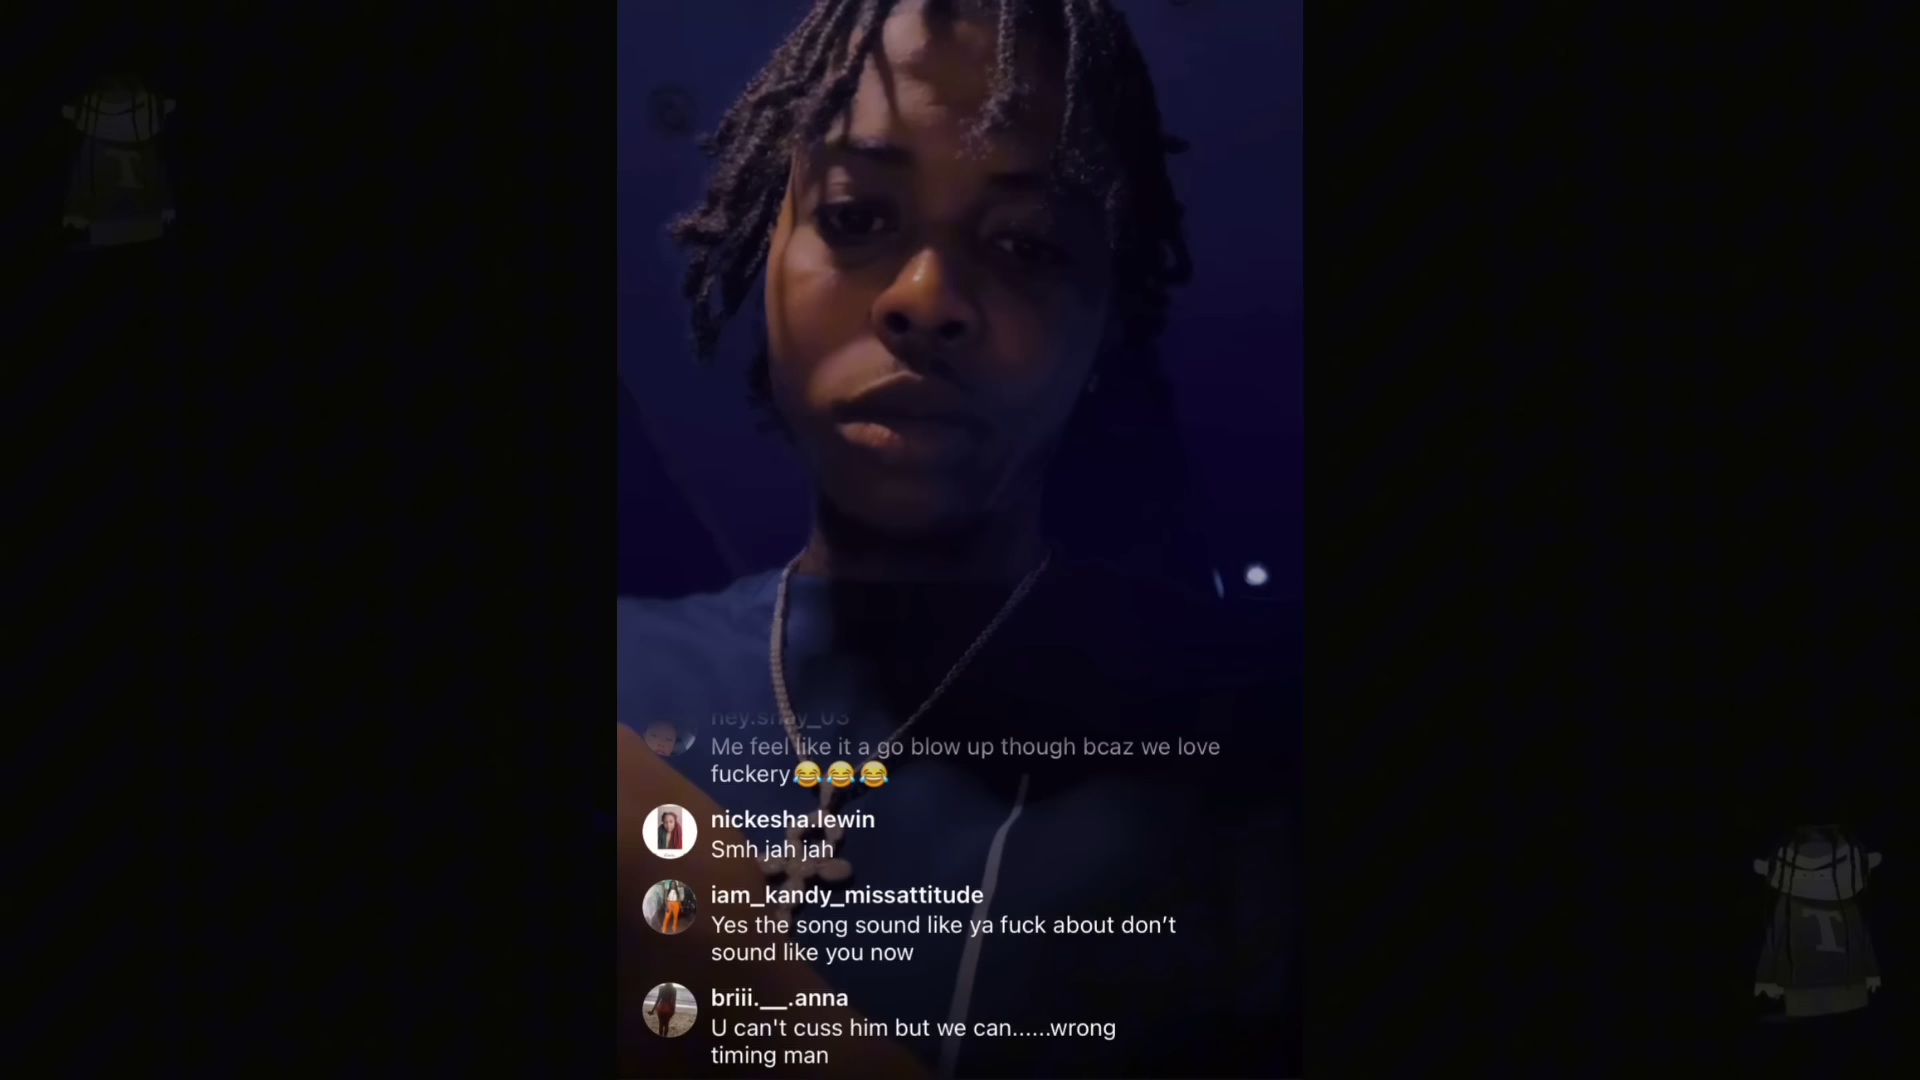 hey.shay_03
Me feel like it a go blow up though bcaz we love
fuckery😂😂😂
nickesha.lewin
Smh jah jah
iam_kandy_missattitude
Yes the song sound like ya fuck about don’t
sound like you now
briii.__.anna
U can't cuss him but we can......wrong
timing man
T
T